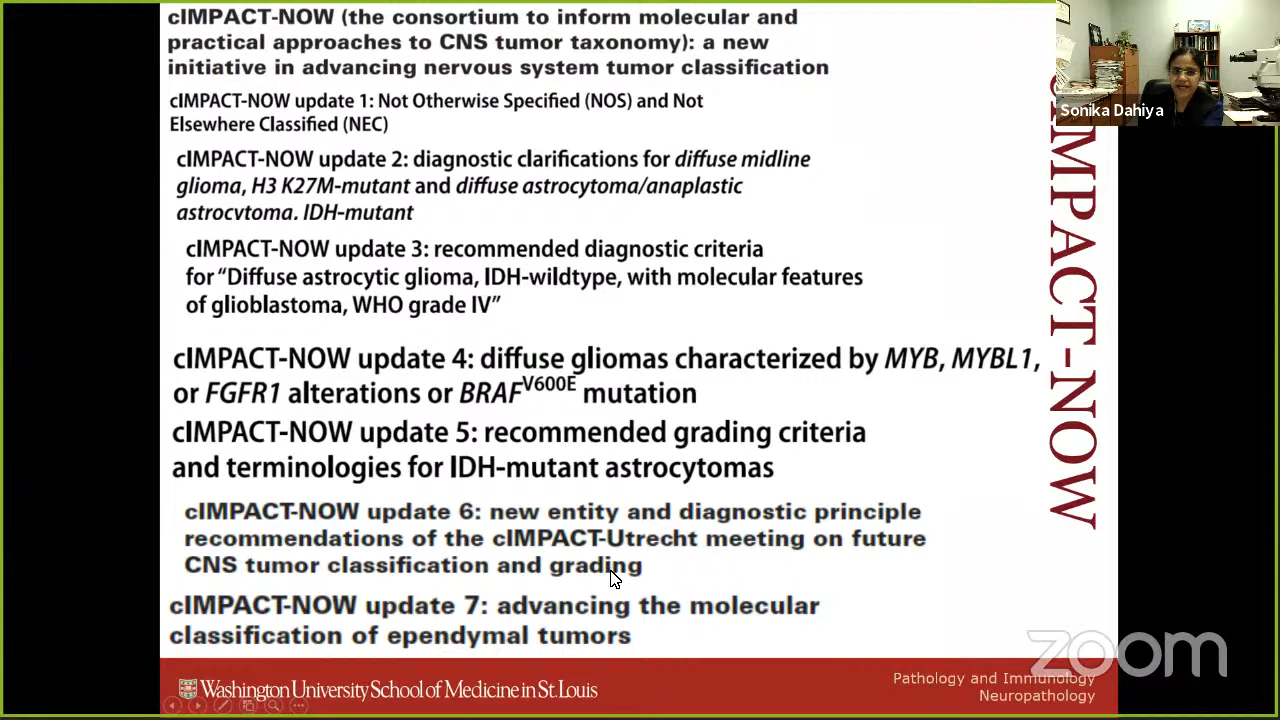 cIMPACT-NOW (the consortium to inform molecular and
practical approaches to CNS tumor taxonomy): a new
initiative in advancing nervous system tumor classification
cIMPACT-NOW update 1: Not Otherwise Specified (NOS) and Not
Elsewhere Classified (NEC)
cIMPACT-NOW update 2: diagnostic clarifications for diffuse midline
glioma, H3 K27M-mutant and diffuse astrocytoma/anaplastic
astrocytoma. IDH-mutant
cIMPACT-NOW update 3: recommended diagnostic criteria
for “Diffuse astrocytic glioma, IDH-wildtype, with molecular features
of glioblastoma, WHO grade IV”
cIMPACT-NOW update 4: diffuse gliomas characterized by MYB, MYBL1,
or FGFR1 alterations or BRAFV600E mutation
cIMPACT-NOW update 5: recommended grading criteria
and terminologies for IDH-mutant astrocytomas
cIMPACT-NOW update 6: new entity and diagnostic principle
recommendations of the cIMPACT-Utrecht meeting on future
CNS tumor classification and grading
cIMPACT-NOW update 7: advancing the molecular
classification of ependymal tumors
Sonika Dahiya
IMPACT-NOW
zoom
Washington University School of Medicine in St. Louis
Pathology and Immunology
Neuropathology